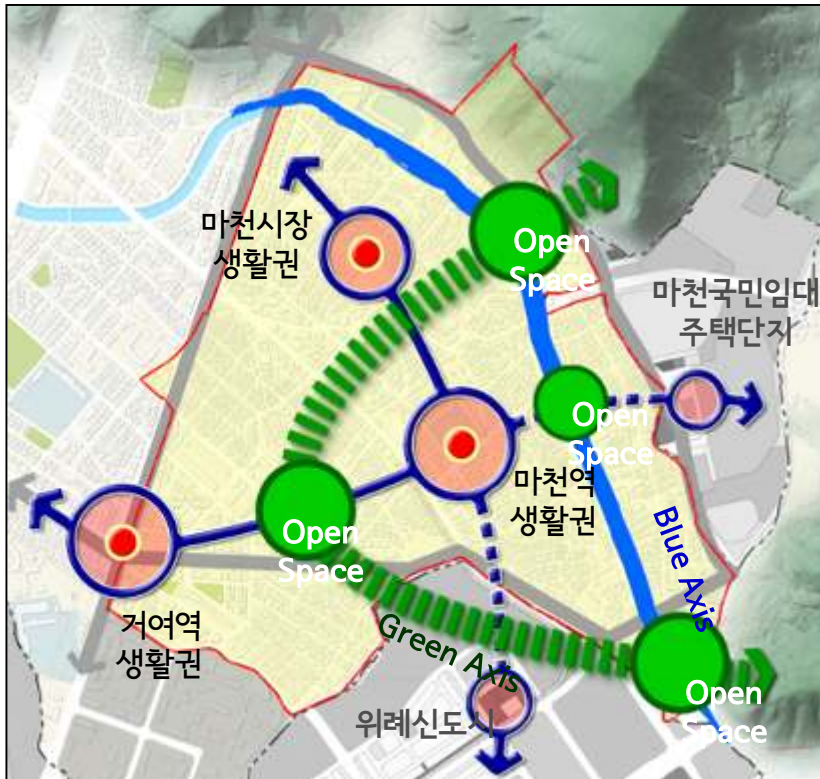 마천시장
생활권
Open
Space
마천국민임대
주택단지
Open
Space
마천역
생활권
Open
Space
Blue Axis
거여역
생활권
Green Axis
Open
Space
위례신도시